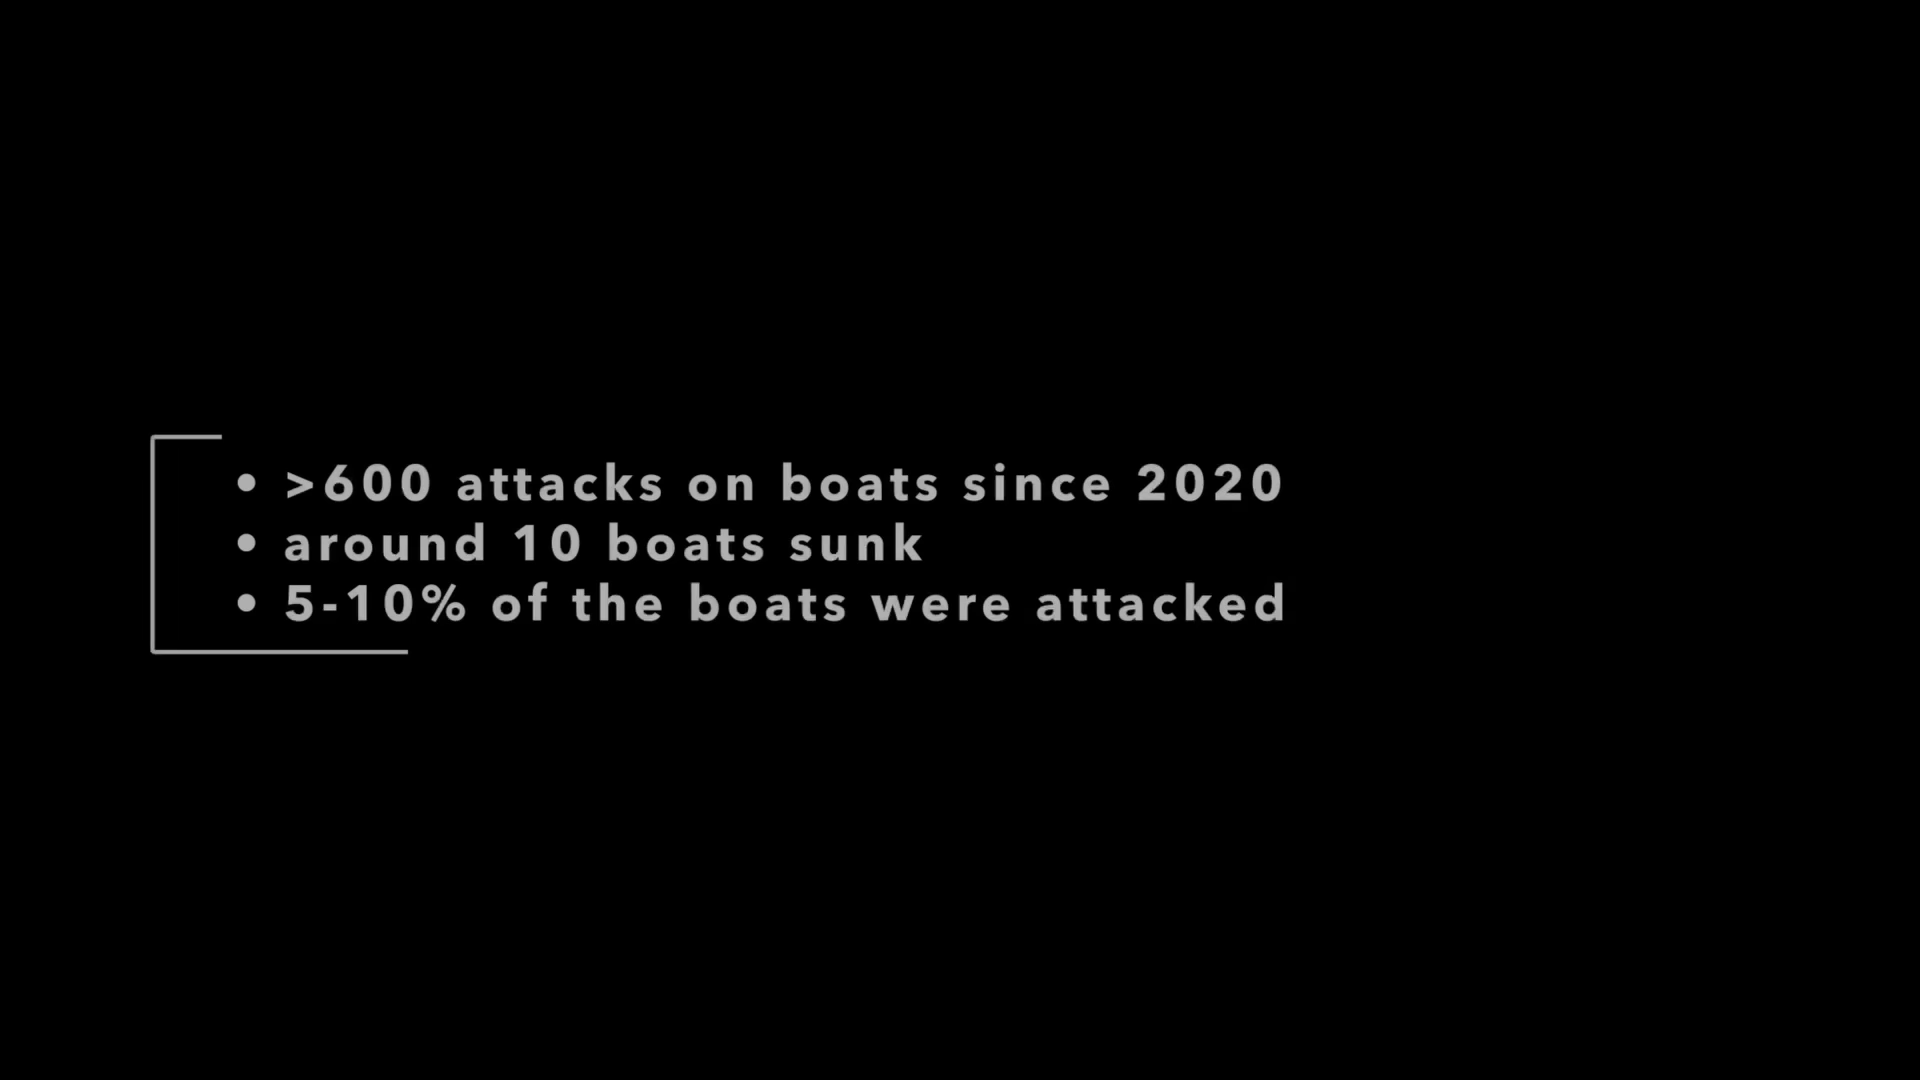 • >600 attacks on boats since 2020
• around 10 boats sunk
• 5-10% of the boats were attacked